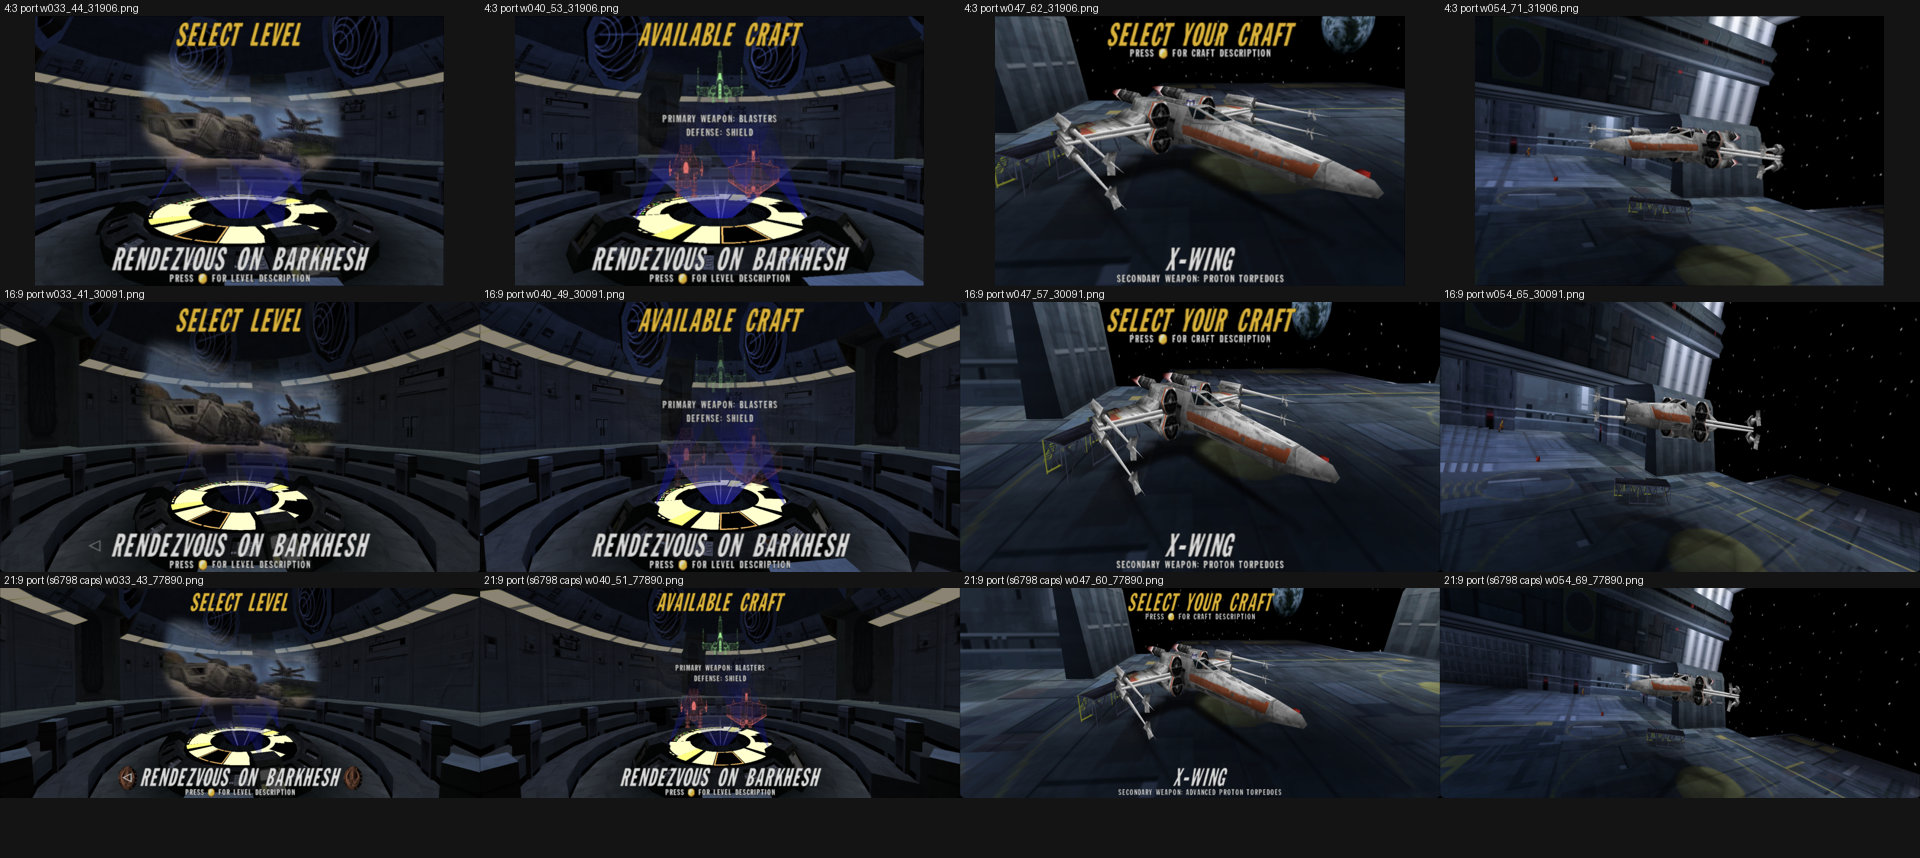 4:3 port w033_44_31906.png
SELECT LEVEL
RENDEZVOUS ON BARKHESH
PRESS FOR LEVEL DESCRIPTION
4:3 port w040_53_31906.png
AVAILABLE CRAFT
PRIMARY WEAPON: BLASTERS
DEFENSE: SHIELD
RENDEZVOUS ON BARKHESH
PRESS FOR LEVEL DESCRIPTION
4:3 port w047_62_31906.png
SELECT YOUR CRAFT
PRESS FOR CRAFT DESCRIPTION
X-WING
SECONDARY WEAPON: PROTON TORPEDOES
4:3 port w054_71_31906.png
16:9 port w033_41_30091.png
SELECT LEVEL
RENDEZVOUS ON BARKHESH
PRESS FOR LEVEL DESCRIPTION
16:9 port w040_49_30091.png
AVAILABLE CRAFT
PRIMARY WEAPON: BLASTERS
DEFENSE: SHIELD
RENDEZVOUS ON BARKHESH
PRESS FOR LEVEL DESCRIPTION
16:9 port w047_57_30091.png
SELECT YOUR CRAFT
PRESS FOR CRAFT DESCRIPTION
X-WING
SECONDARY WEAPON: PROTON TORPEDOES
16:9 port w054_65_30091.png
21:9 port (s6798 caps) w033_43_77890.png
SELECT LEVEL
RENDEZVOUS ON BARKHESH
PRESS FOR LEVEL DESCRIPTION
21:9 port (s6798 caps) w040_51_77890.png
AVAILABLE CRAFT
PRIMARY WEAPON: BLASTERS
DEFENSE: SHIELD
RENDEZVOUS ON BARKHESH
PRESS FOR LEVEL DESCRIPTION
21:9 port (s6798 caps) w047_60_77890.png
SELECT YOUR CRAFT
PRESS FOR CRAFT DESCRIPTION
X-WING
SECONDARY WEAPON: ADVANCED PROTON TORPEDOES
21:9 port (s6798 caps) w054_69_77890.png